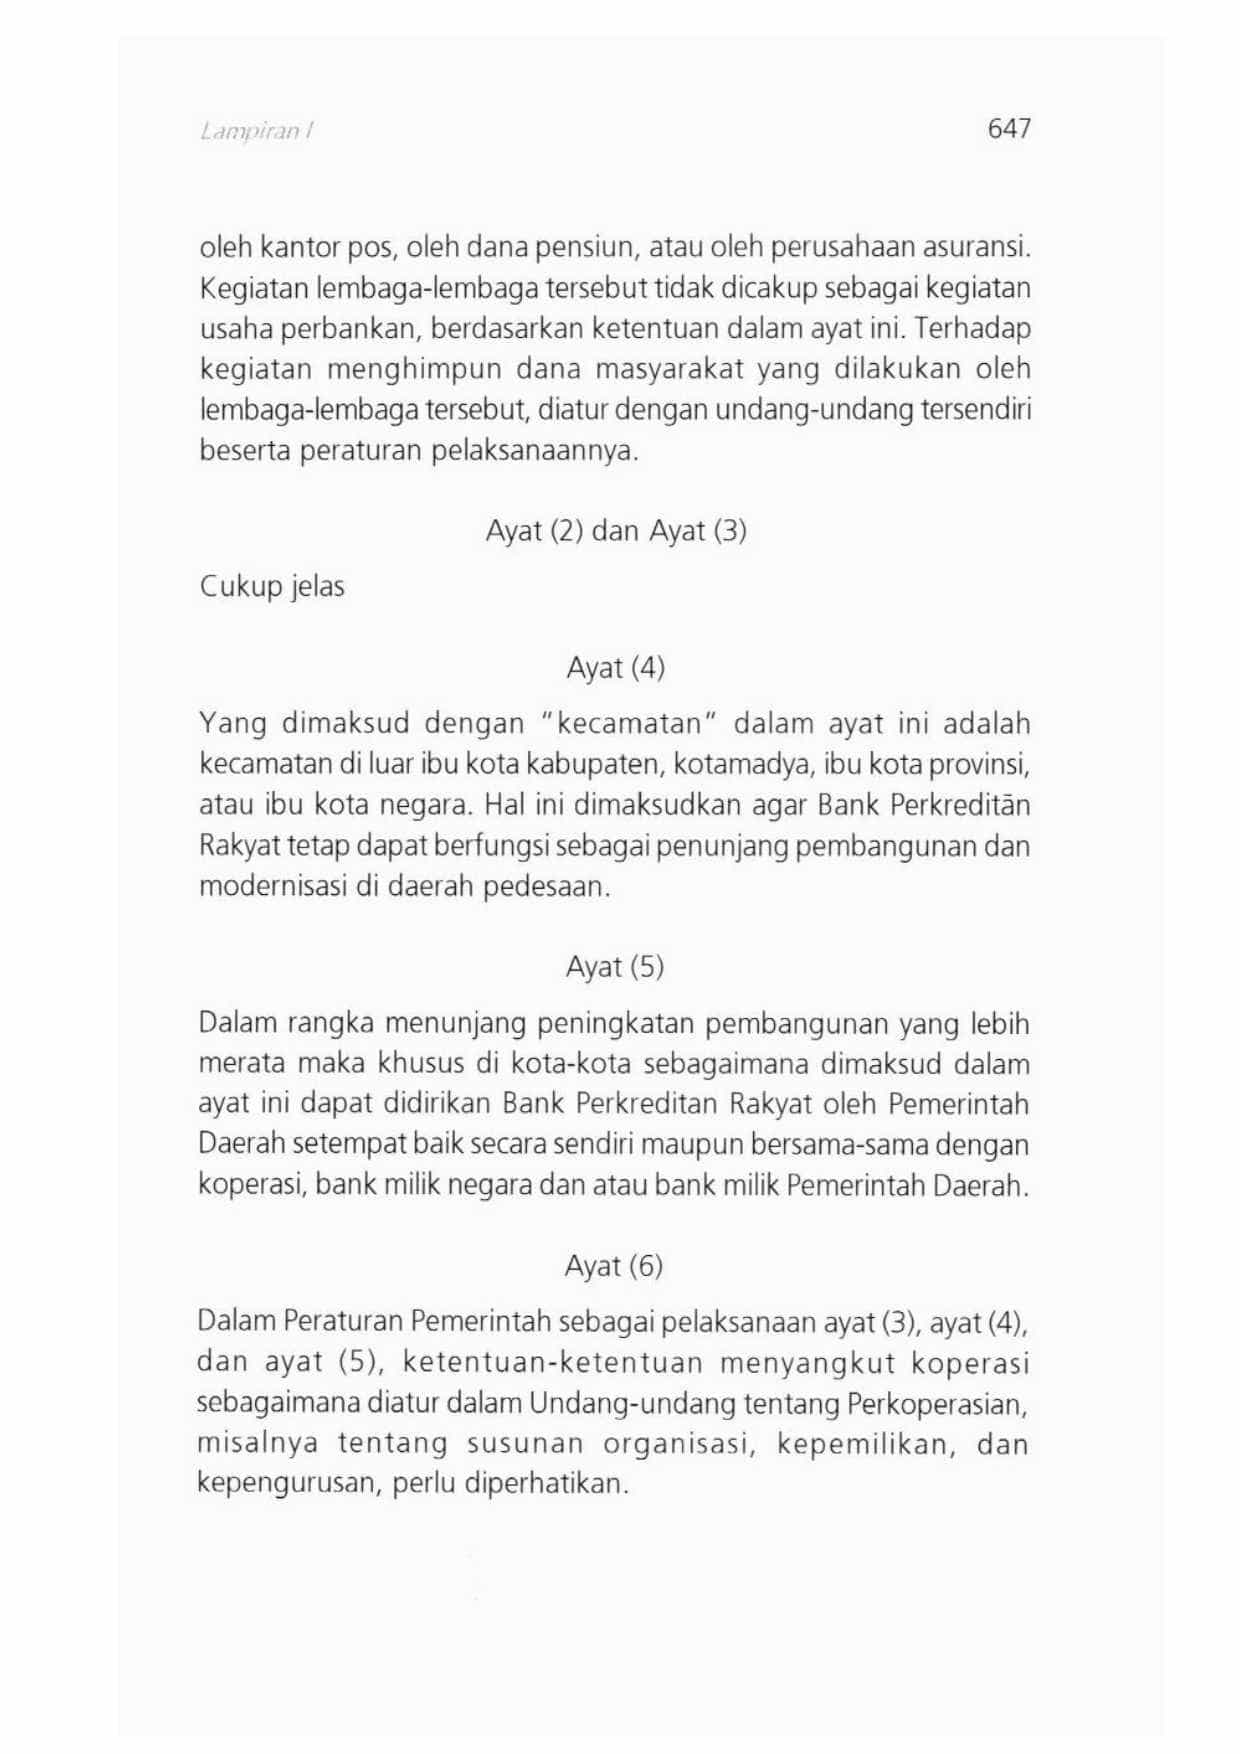 Lampiran I
647
oleh kantor pos, oleh dana pensiun, atau oleh perusahaan asuransi.
Kegiatan lembaga-lembaga tersebut tidak dicakup sebagai kegiatan
usaha perbankan, berdasarkan ketentuan dalam ayat ini. Terhadap
kegiatan menghimpun dana masyarakat yang dilakukan oleh
lembaga-lembaga tersebut, diatur dengan undang-undang tersendiri
beserta peraturan pelaksanaannya.
Ayat (2) dan Ayat (3)
Cukup jelas
Ayat (4)
Yang dimaksud dengan "kecamatan" dalam ayat ini adalah
kecamatan di luar ibu kota kabupaten, kotamadya, ibu kota provinsi,
atau ibu kota negara. Hal ini dimaksudkan agar Bank Perkreditān
Rakyat tetap dapat berfungsi sebagai penunjang pembangunan dan
modernisasi di daerah pedesaan.
Ayat (5)
Dalam rangka menunjang peningkatan pembangunan yang lebih
merata maka khusus di kota-kota sebagaimana dimaksud dalam
ayat ini dapat didirikan Bank Perkreditan Rakyat oleh Pemerintah
Daerah setempat baik secara sendiri maupun bersama-sama dengan
koperasi, bank milik negara dan atau bank milik Pemerintah Daerah.
Ayat (6)
Dalam Peraturan Pemerintah sebagai pelaksanaan ayat (3), ayat (4),
dan ayat (5), ketentuan-ketentuan menyangkut koperasi
sebagaimana diatur dalam Undang-undang tentang Perkoperasian,
misalnya tentang susunan organisasi, kepemilikan, dan
kepengurusan, perlu diperhatikan.